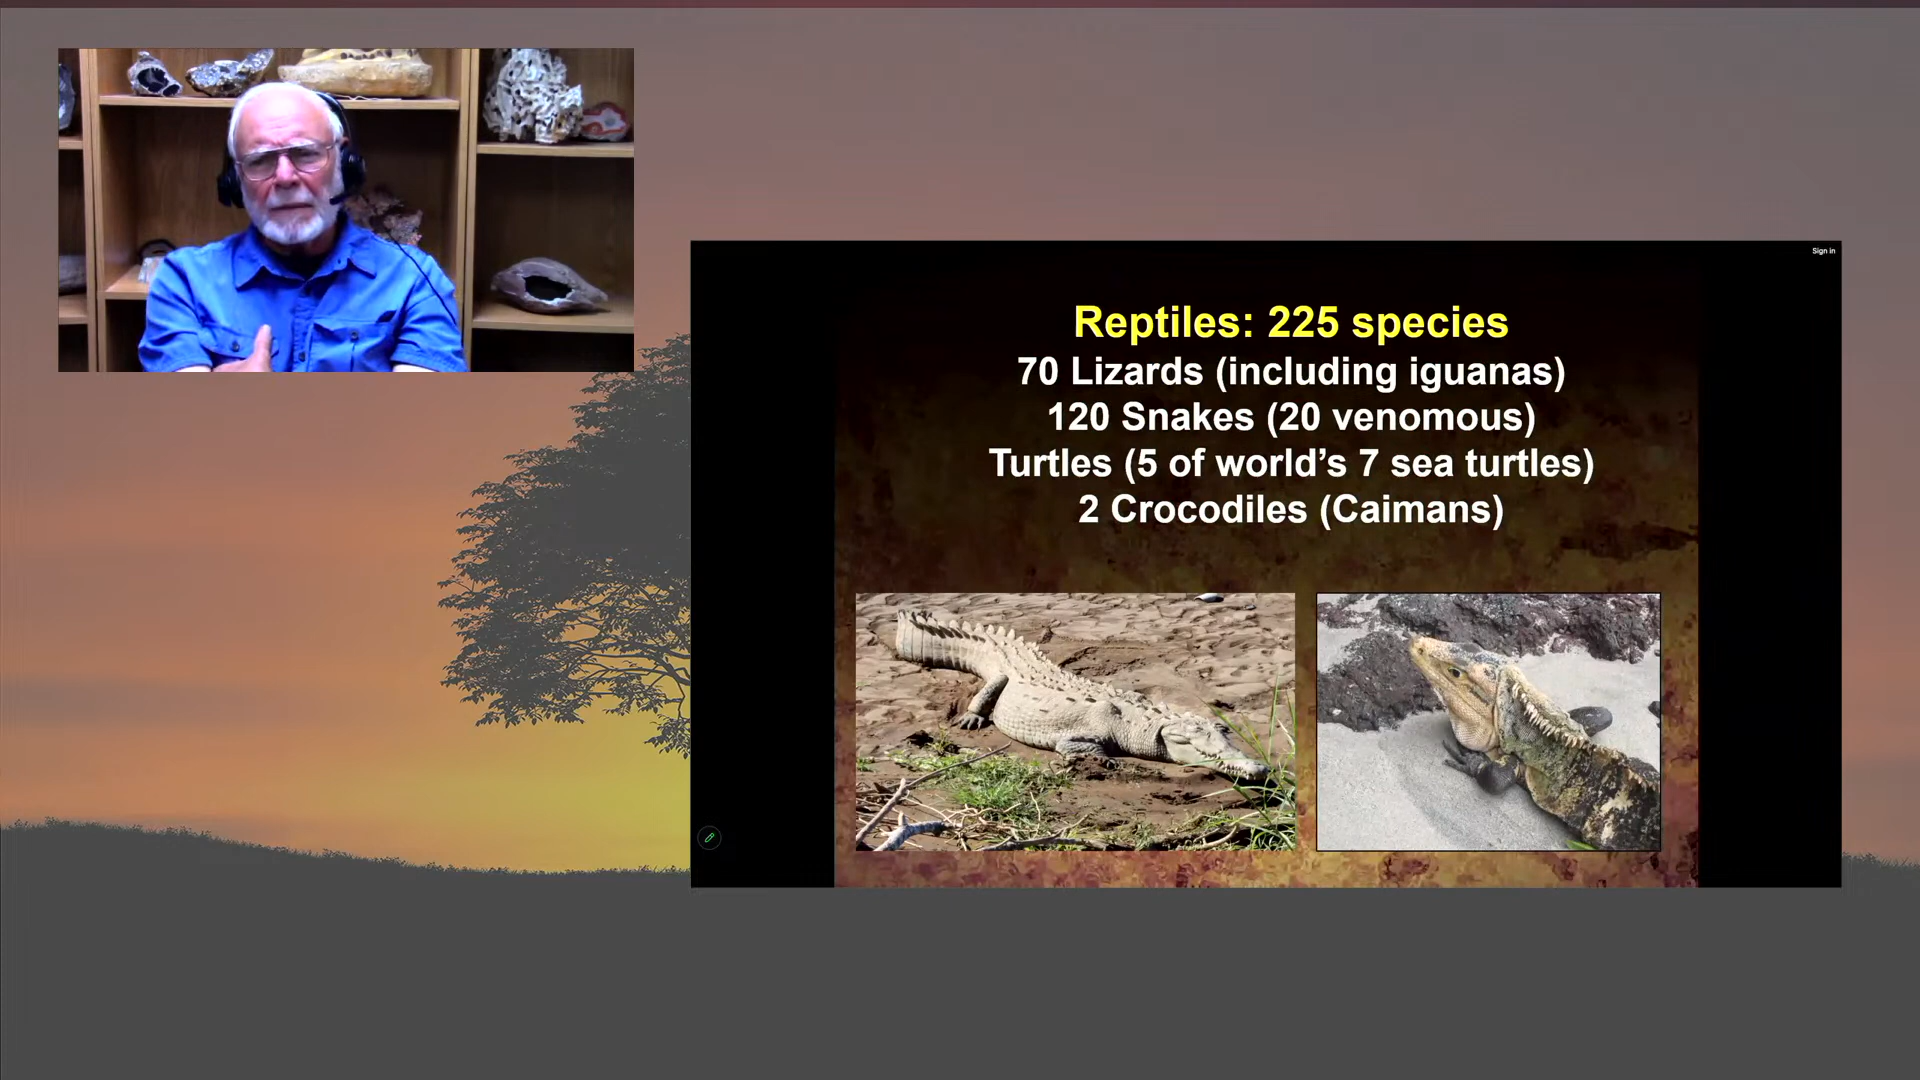 Sign in
Reptiles: 225 species
70 Lizards (including iguanas)
120 Snakes (20 venomous)
Turtles (5 of world’s 7 sea turtles)
2 Crocodiles (Caimans)